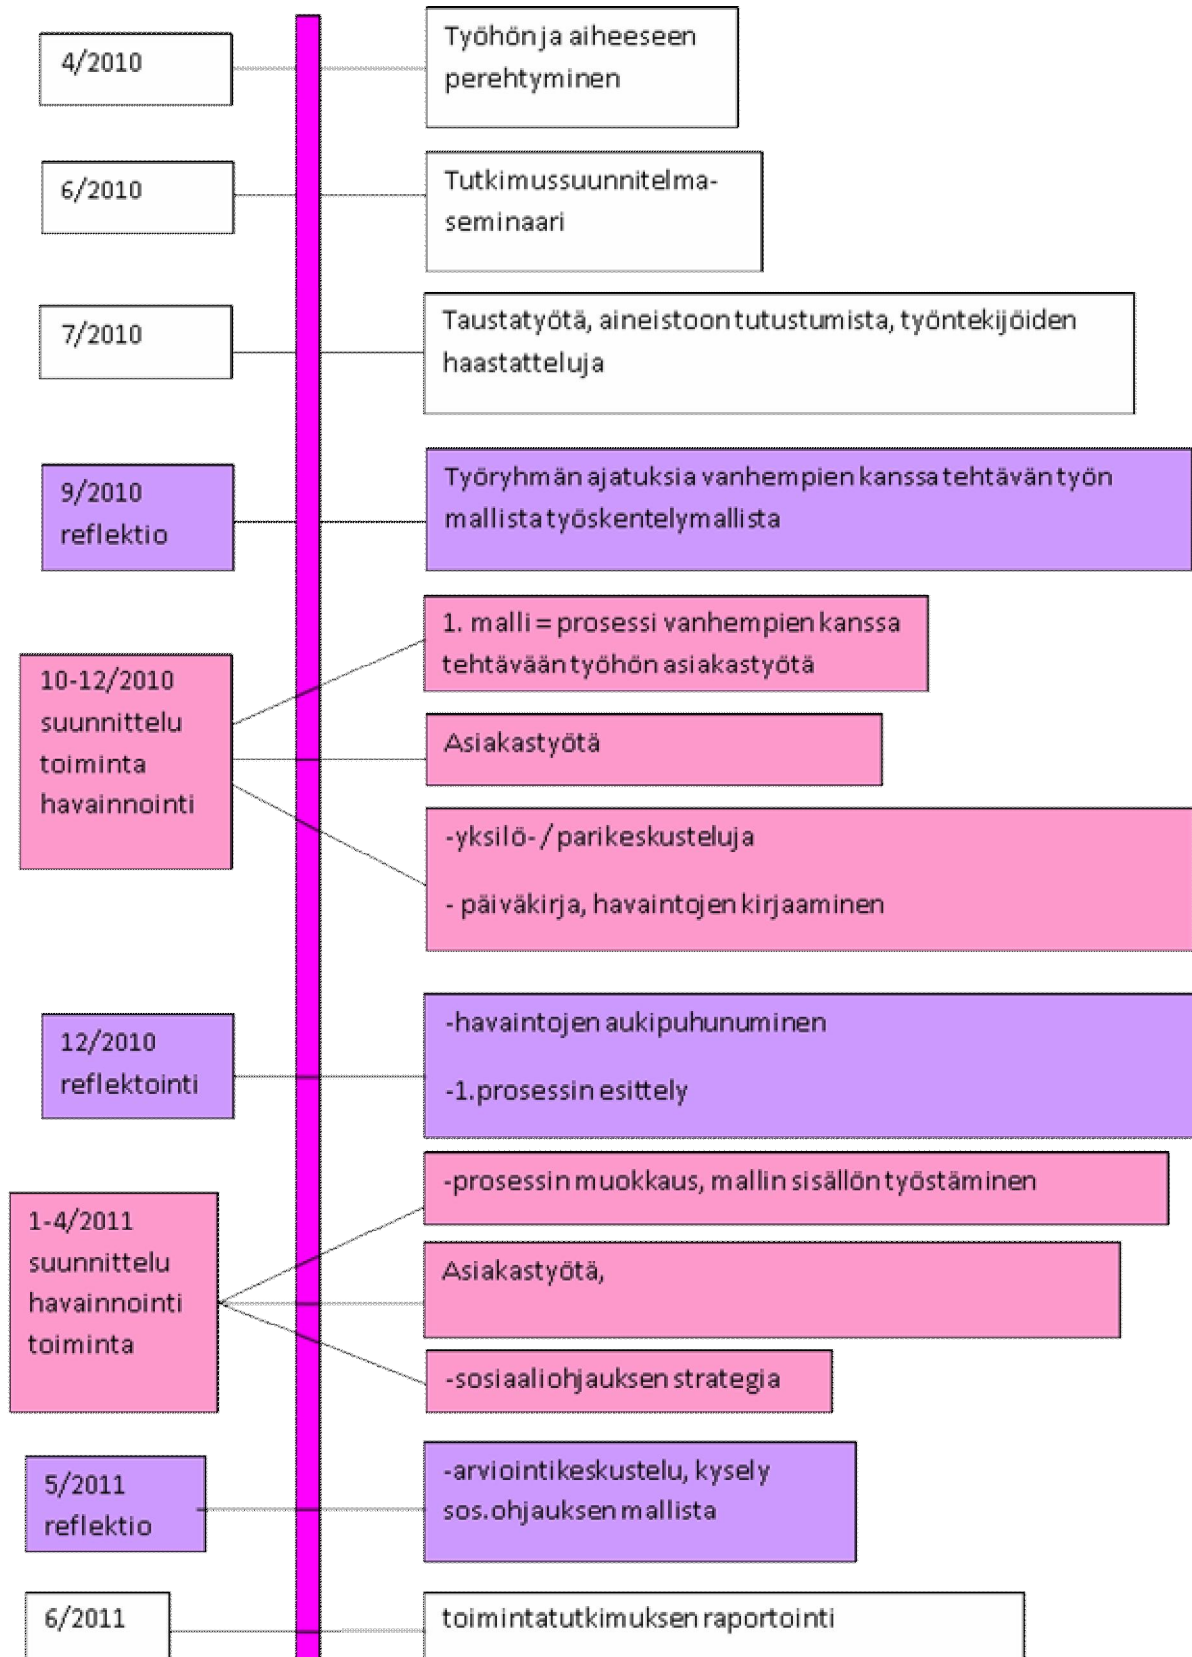 4/2010
Työhön ja aiheeseen
perehtyminen
6/2010
Tutkimussuunnitelma-
seminaari
7/2010
Taustatyötä, aineistoon tutustumista, työntekijöiden
haastatteluja
9/2010
reflektio
Työryhmän ajatuksia vanhempien kanssa tehtävän työn
mallista työskentelymallista
10-12/2010
suunnittelu
toiminta
havainnointi
1. malli = prosessi vanhempien kanssa
tehtävään työhön asiakastyötä
Asiakastyötä
-yksilö- / parikeskusteluja
- päiväkirja, havaintojen kirjaaminen
12/2010
reflektointi
-havaintojen aukipuhunuminen
-1.prosessin esittely
1-4/2011
suunnittelu
havainnointi
toiminta
-prosessin muokkaus, mallin sisällön työstäminen
Asiakastyötä,
-sosiaaliohjauksen strategia
5/2011
reflektio
-arviointikeskustelu, kysely
sos.ohjauksen mallista
6/2011
toimintatutkimuksen raportointi